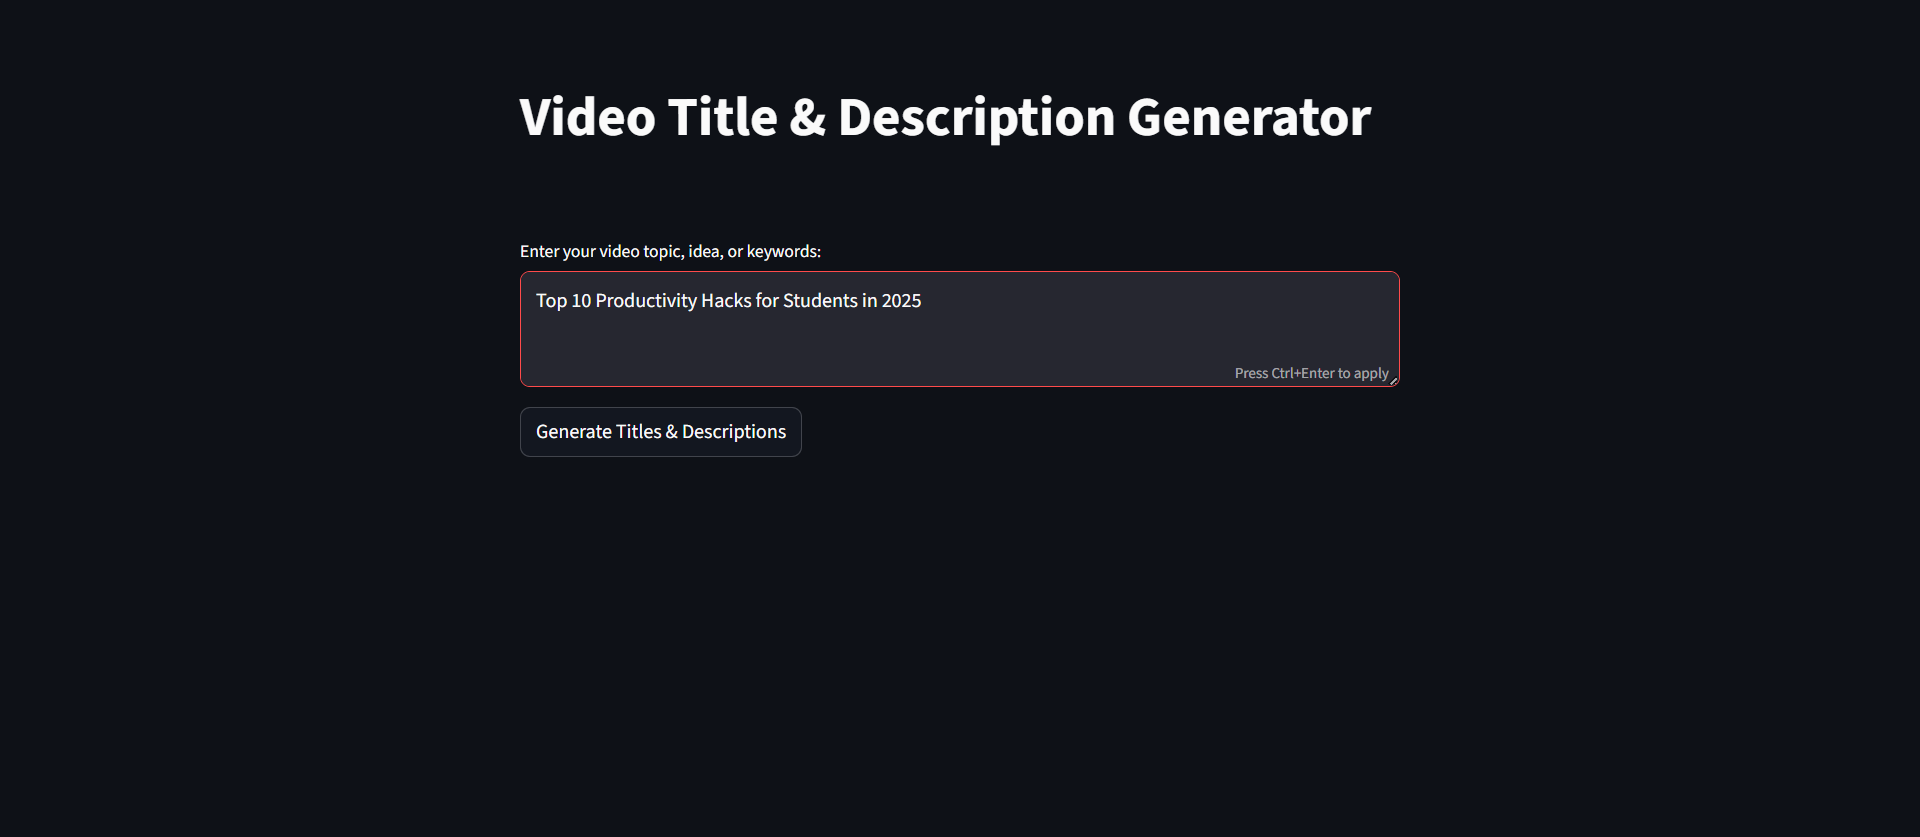 Video Title & Description Generator
Enter your video topic, idea, or keywords:
Top 10 Productivity Hacks for Students in 2025
Press Ctrl+Enter to apply
Generate Titles & Descriptions